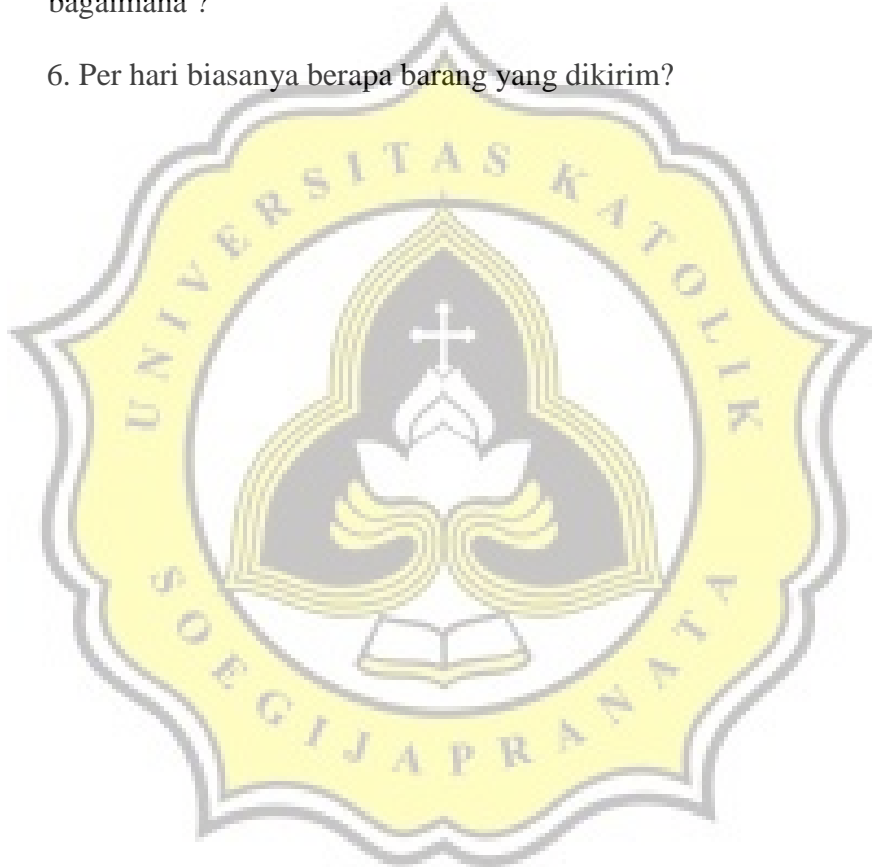 bagaimana ?
6. Per hari biasanya berapa barang yang dikirim?
UNIVERSITAS KATOLIK
SOEGIJAPRANATA